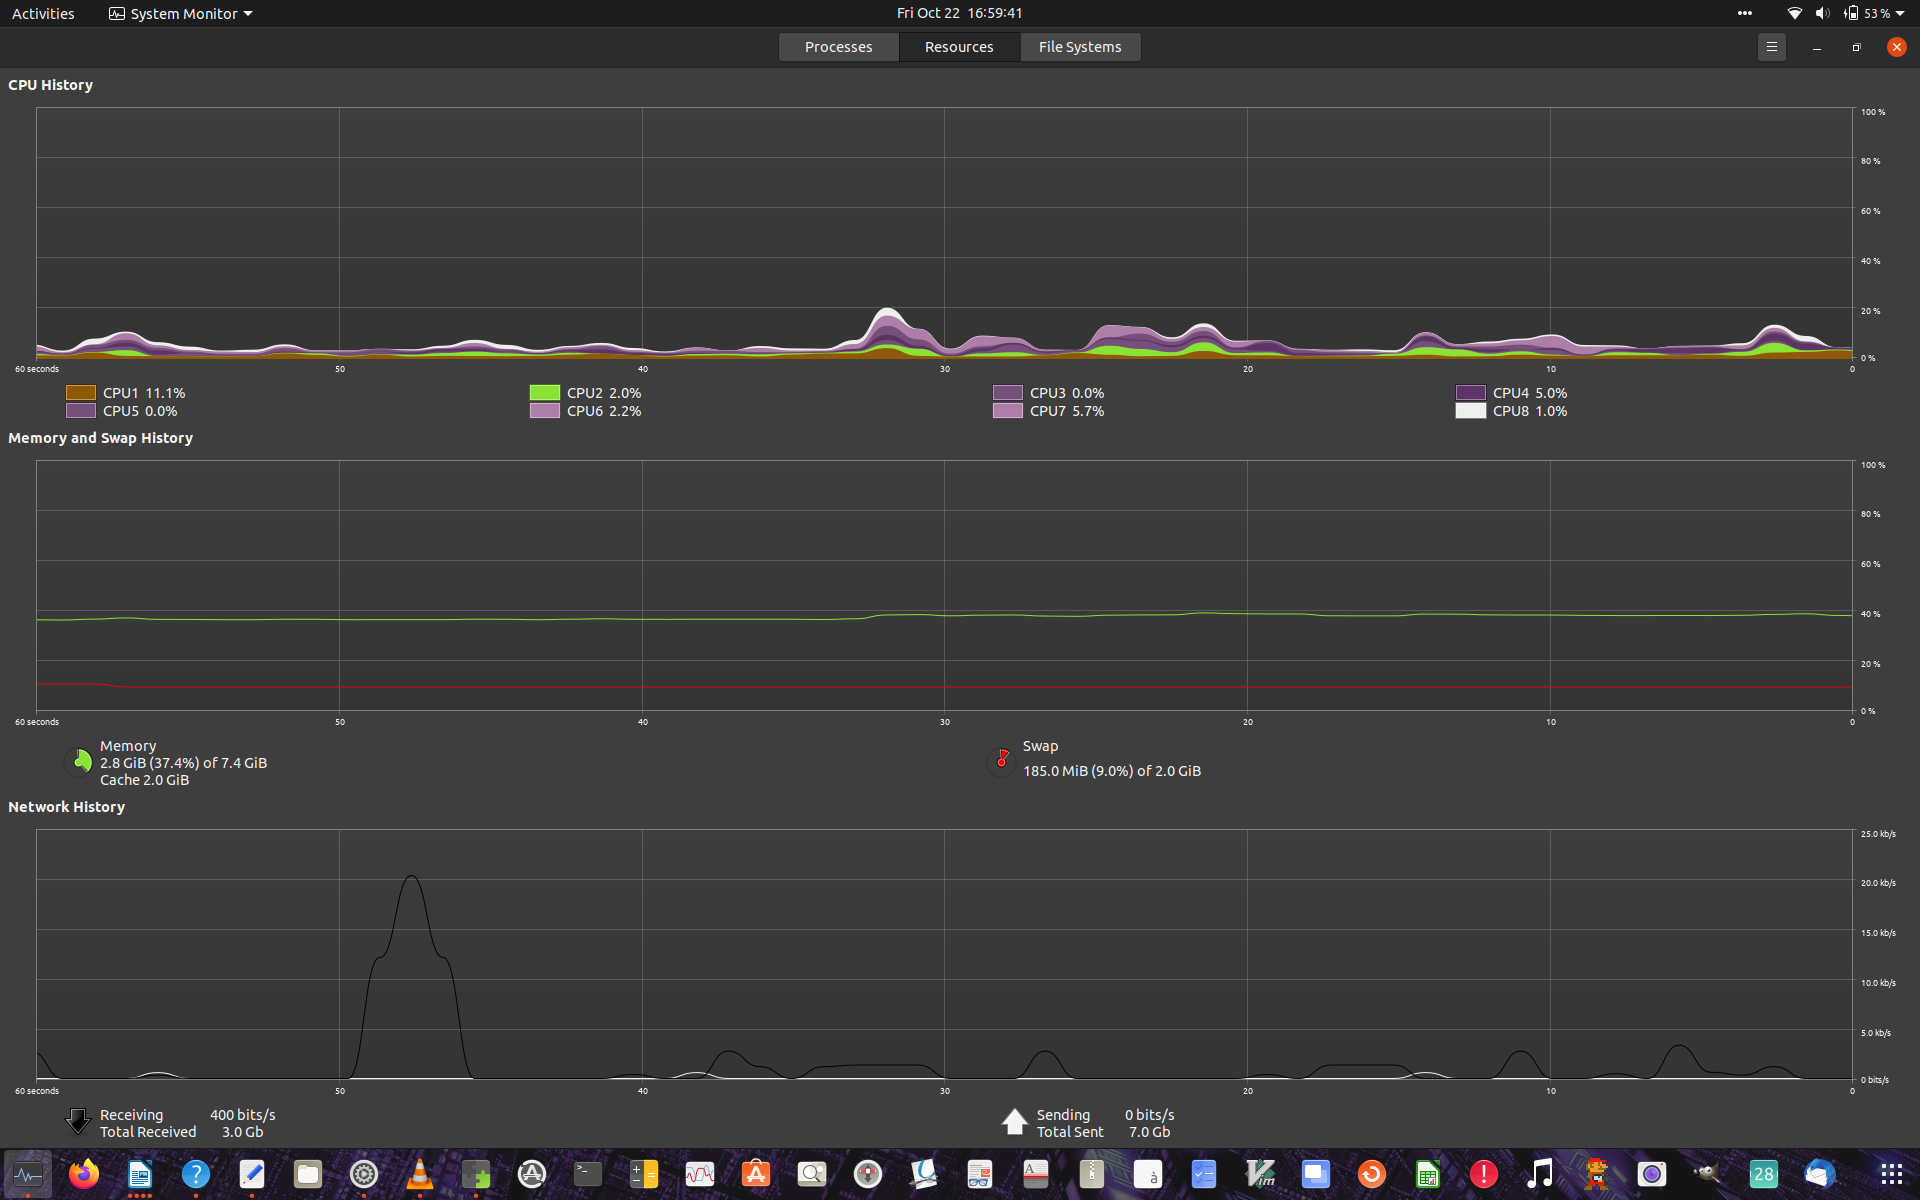 Activities System Monitor Fri Oct 22 16:59:41 53 %
Processes Resources File Systems
CPU History
100 %
80 %
60 %
40 %
20 %
0 %
60 seconds 50 40 30 20 10 0
CPU1 11.1% CPU2 2.0% CPU3 0.0% CPU4 5.0%
CPU5 0.0% CPU6 2.2% CPU7 5.7% CPU8 1.0%
Memory and Swap History
100 %
80 %
60 %
40 %
20 %
0 %
60 seconds 50 40 30 20 10 0
Memory
2.8 GiB (37.4%) of 7.4 GiB
Cache 2.0 GiB
Swap
185.0 MiB (9.0%) of 2.0 GiB
Network History
25.0 kb/s
20.0 kb/s
15.0 kb/s
10.0 kb/s
5.0 kb/s
0 bits/s
60 seconds 50 40 30 20 10 0
Receiving 400 bits/s
Total Received 3.0 Gb
Sending 0 bits/s
Total Sent 7.0 Gb
? >_ A à Vim ! 28